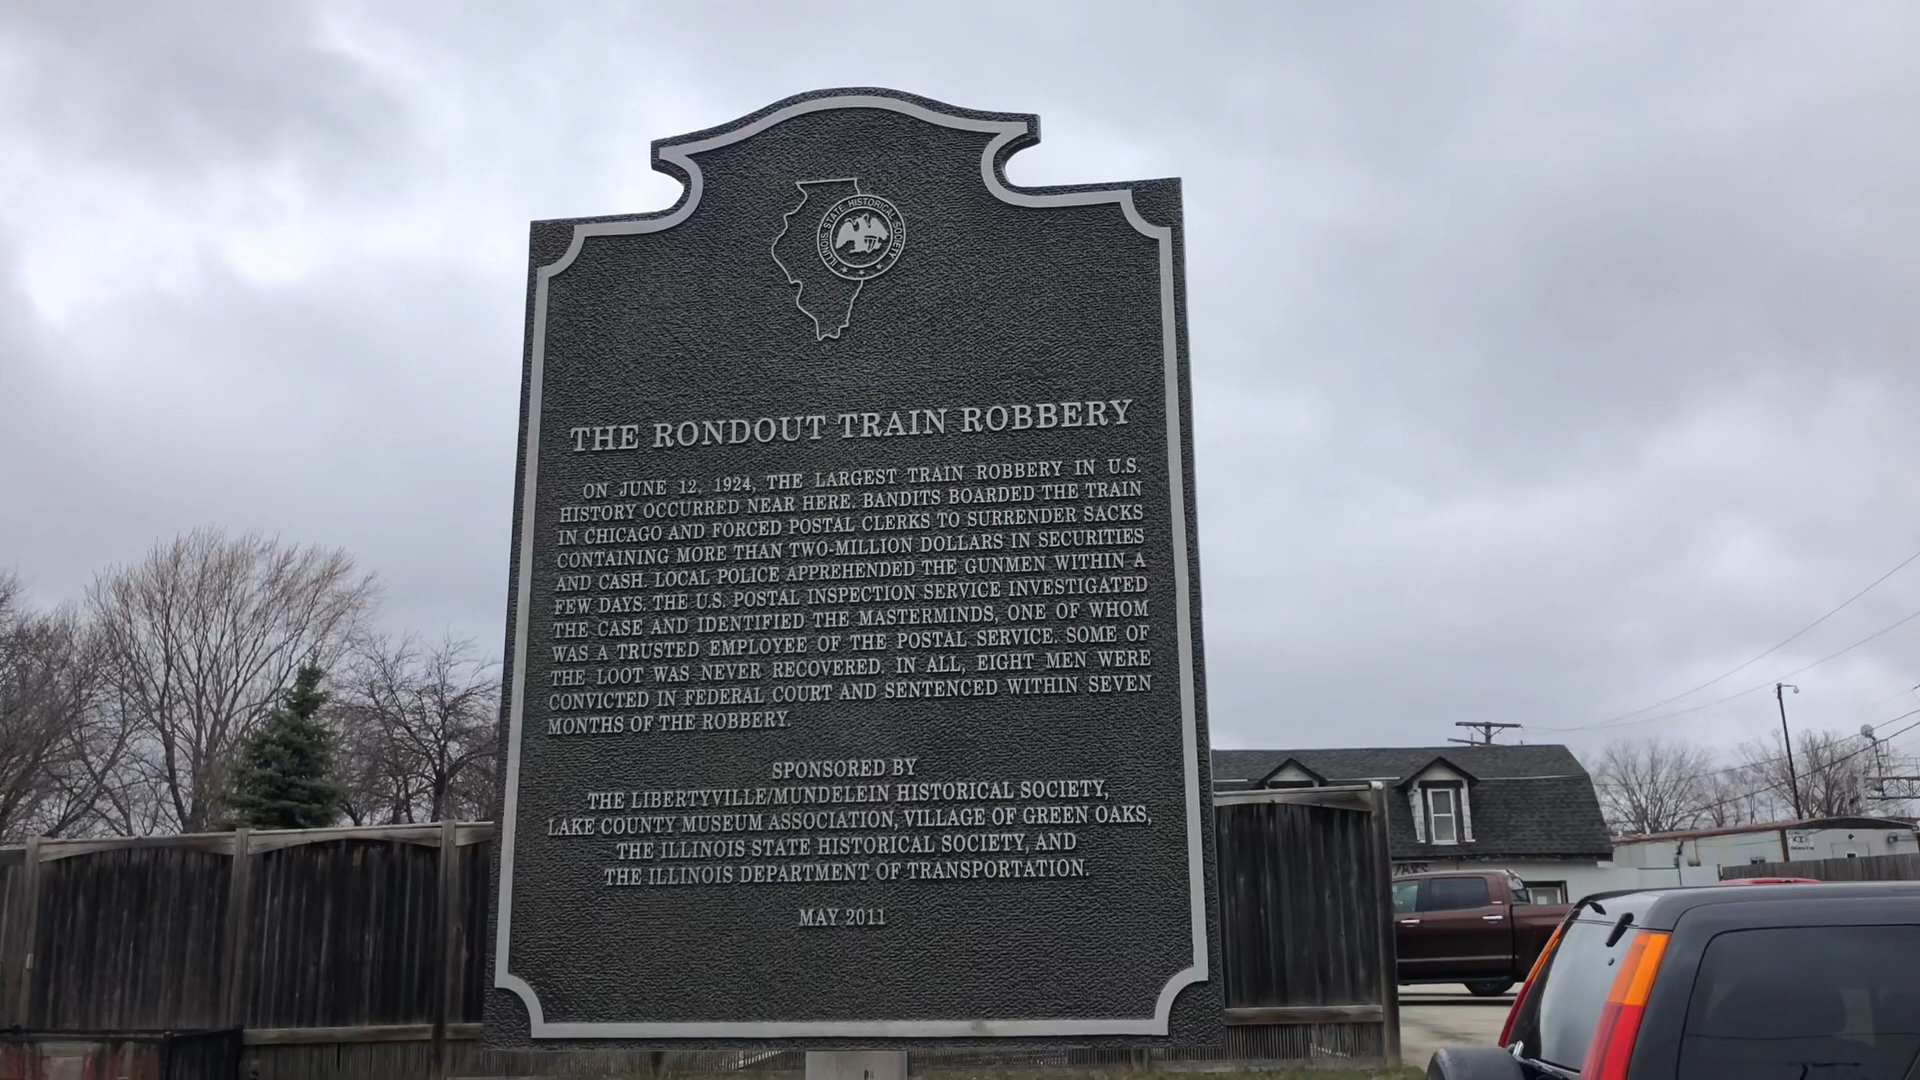 ILLINOIS STATE HISTORICAL SOCIETY
THE RONDOUT TRAIN ROBBERY
ON JUNE 12, 1924, THE LARGEST TRAIN ROBBERY IN U.S.
HISTORY OCCURRED NEAR HERE. BANDITS BOARDED THE TRAIN
IN CHICAGO AND FORCED POSTAL CLERKS TO SURRENDER SACKS
CONTAINING MORE THAN TWO-MILLION DOLLARS IN SECURITIES
AND CASH. LOCAL POLICE APPREHENDED THE GUNMEN WITHIN A
FEW DAYS. THE U.S. POSTAL INSPECTION SERVICE INVESTIGATED
THE CASE AND IDENTIFIED THE MASTERMINDS, ONE OF WHOM
WAS A TRUSTED EMPLOYEE OF THE POSTAL SERVICE. SOME OF
THE LOOT WAS NEVER RECOVERED. IN ALL, EIGHT MEN WERE
CONVICTED IN FEDERAL COURT AND SENTENCED WITHIN SEVEN
MONTHS OF THE ROBBERY.
SPONSORED BY
THE LIBERTYVILLE/MUNDELEIN HISTORICAL SOCIETY,
LAKE COUNTY MUSEUM ASSOCIATION, VILLAGE OF GREEN OAKS,
THE ILLINOIS STATE HISTORICAL SOCIETY, AND
THE ILLINOIS DEPARTMENT OF TRANSPORTATION.
MAY 2011